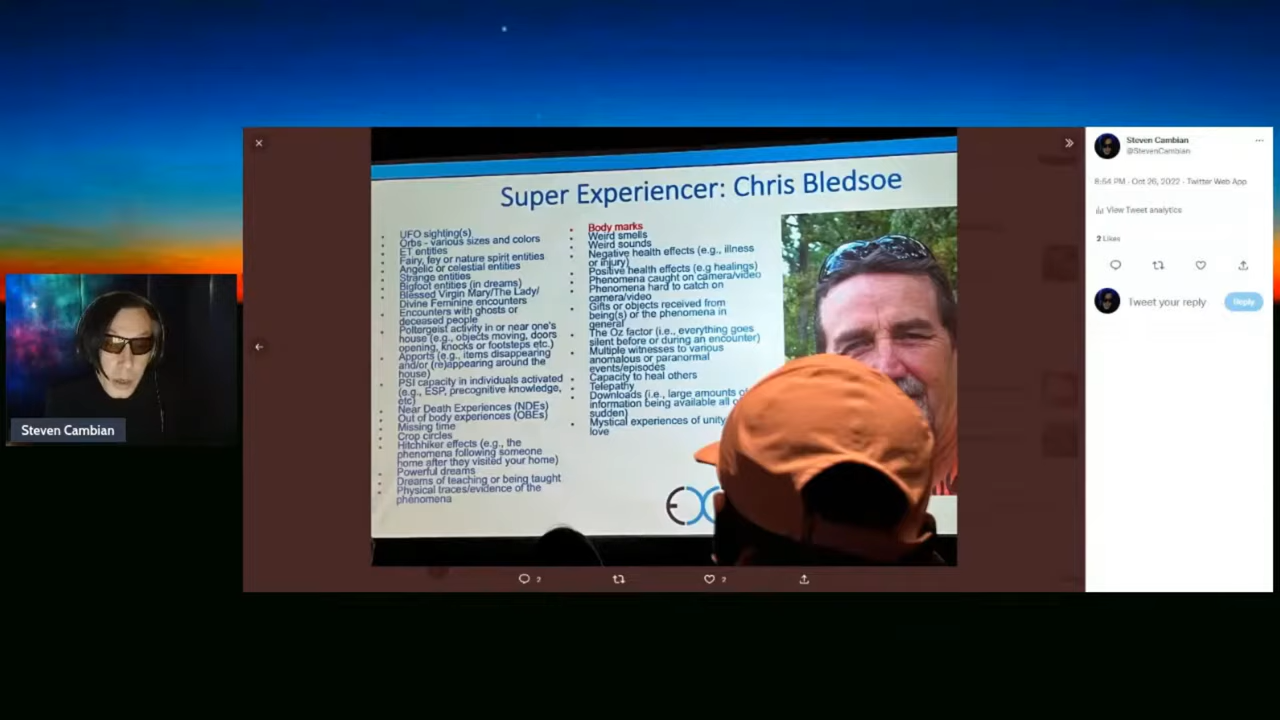 Super Experiencer: Chris Bledsoe
UFO sighting(s)
Orbs - various sizes and colors
ET entities
Fairy, fey or nature spirit entities
Angelic or celestial entities
Strange entities
Bigfoot entities (in dreams)
Blessed Virgin Mary/The Lady/
Divine Feminine encounters
Encounters with ghosts or
deceased people
Poltergeist activity in or near one's
house (e.g., objects moving, doors
opening, knocks or footsteps etc.)
Apports (e.g., items disappearing
and/or (re)appearing around the
house)
PSI capacity in individuals activated
(e.g., ESP, precognitive knowledge,
etc)
Near Death Experiences (NDEs)
Out of body experiences (OBEs)
Missing time
Crop circles
Hitchhiker effects (e.g., the
phenomena following someone
home after they visited your home)
Powerful dreams
Dreams of teaching or being taught
Physical traces/evidence of the
phenomena
Body marks
Weird smells
Weird sounds
Negative health effects (e.g., illness
or injury)
Positive health effects (e.g healings)
Phenomena caught on camera/video
Phenomena hard to catch on
camera/video
Gifts or objects received from
being(s) or the phenomena in
general
The Oz factor (i.e., everything goes
silent before or during an encounter)
Multiple witnesses to various
anomalous or paranormal
events/episodes
Capacity to heal others
Telepathy
Downloads (i.e., large amounts of
information being available all o
sudden)
Mystical experiences of unity
love
Steven Cambian
@StevenCambian
8:54 PM · Oct 26, 2022 · Twitter Web App
View Tweet analytics
2 Likes
Tweet your reply
Reply
Steven Cambian
2
2